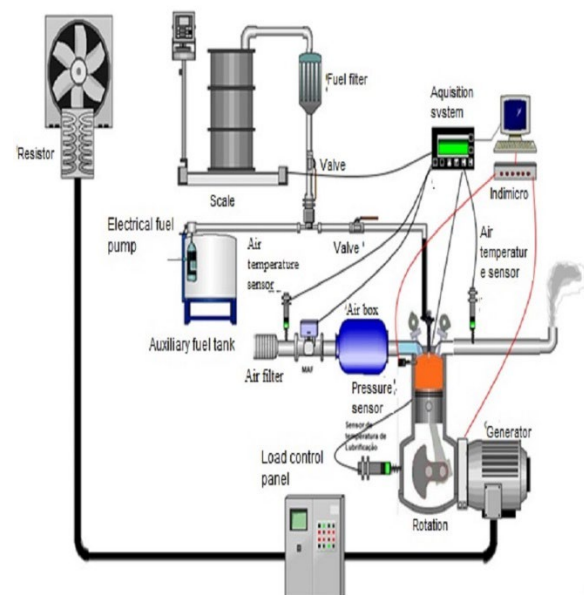 Fuel filter
Aquisition
system
Resistor
Valve
Indimicro
Scale
Electrical fuel
pump
Air
temperature
sensor
Valve
Air
temperatur
e sensor
Auxiliary fuel tank
Air box
Air filter
MAF
Pressure
sensor
Sensor de
temperatura de
Lubrificação
Generator
Load control
panel
Rotation